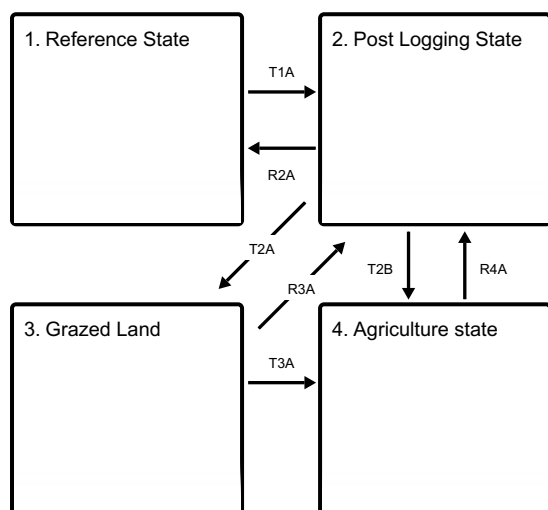 1. Reference State
2. Post Logging State
T1A
R2A
T2A
R3A
T2B
R4A
3. Grazed Land
4. Agriculture state
T3A